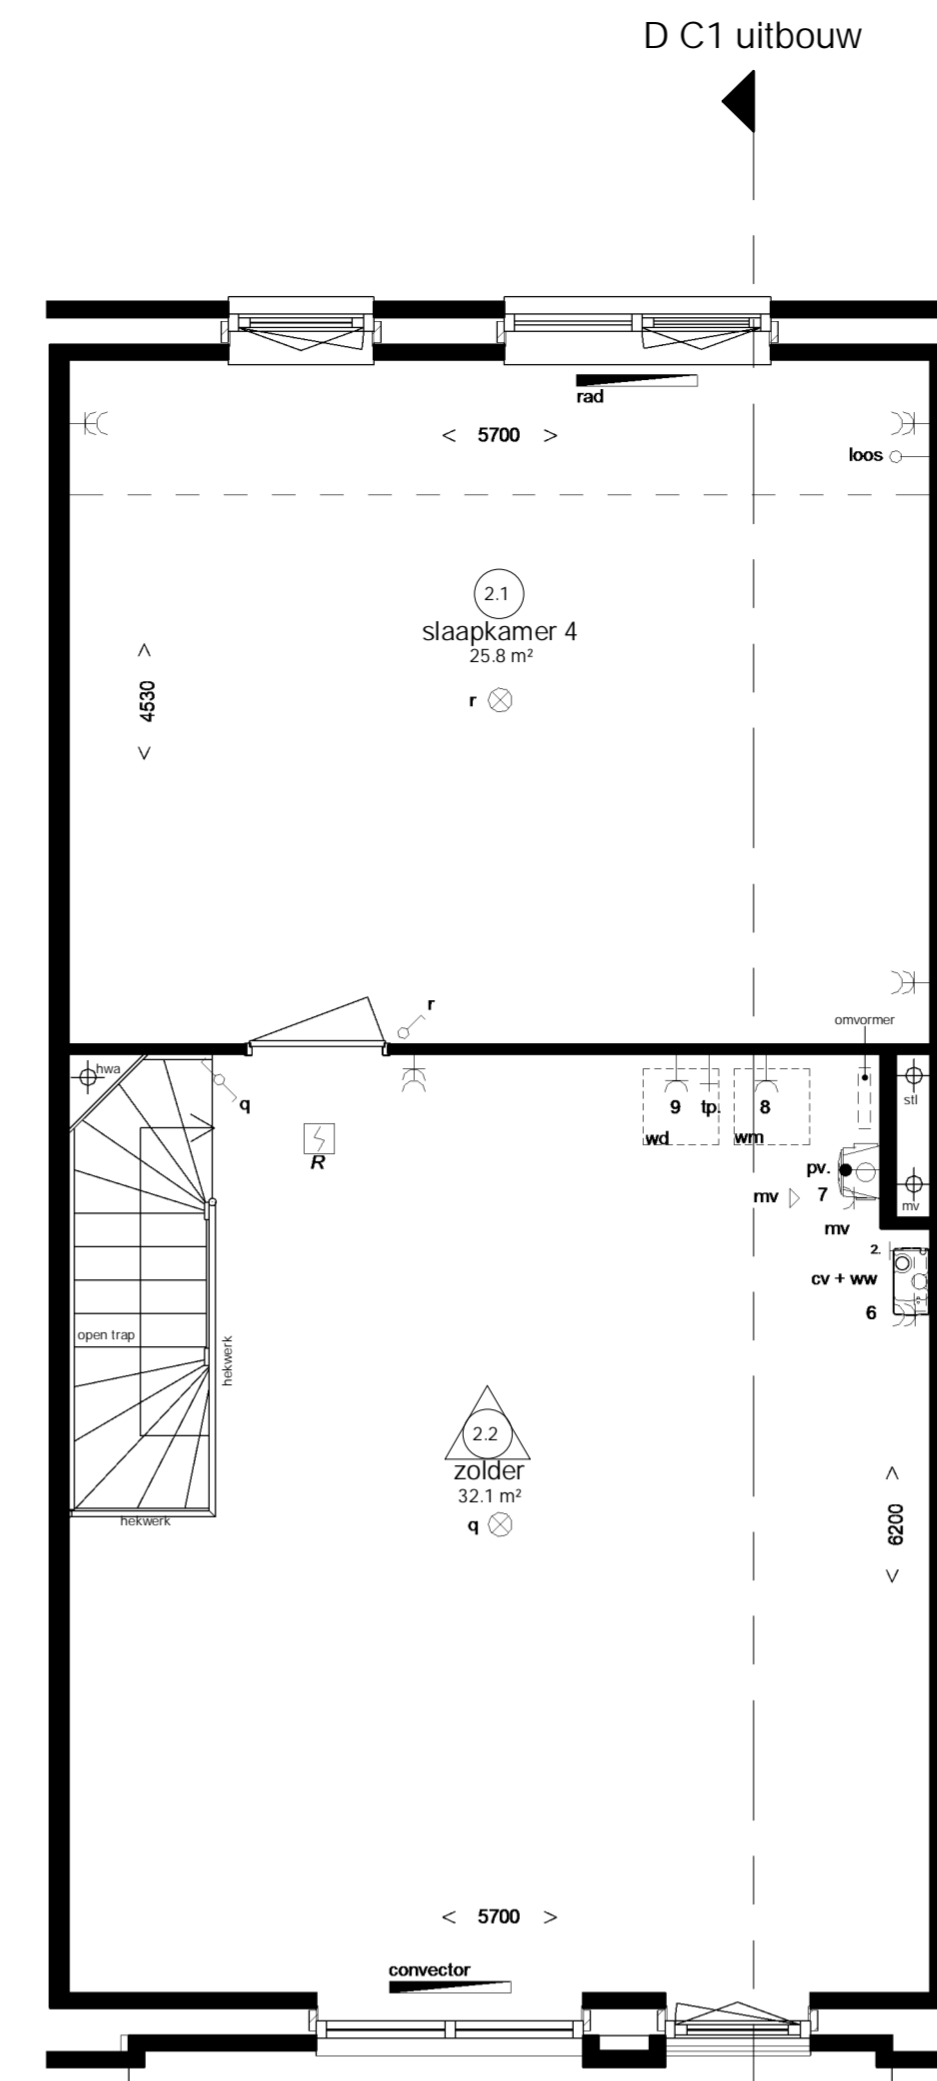 D C1 uitbouw
rad
< 5700 >
loos
2.1
slaapkamer 4
25.8 m²
< 4530 >
r
r
omvormer
hwa
q
R
9 tp. 8
wd wm
stl
pv.
mv 7
mv
mv
2.
cv + ww
6
open trap
hekwerk
hekwerk
2.2
zolder
32.1 m²
q
< 6200 >
< 5700 >
convector